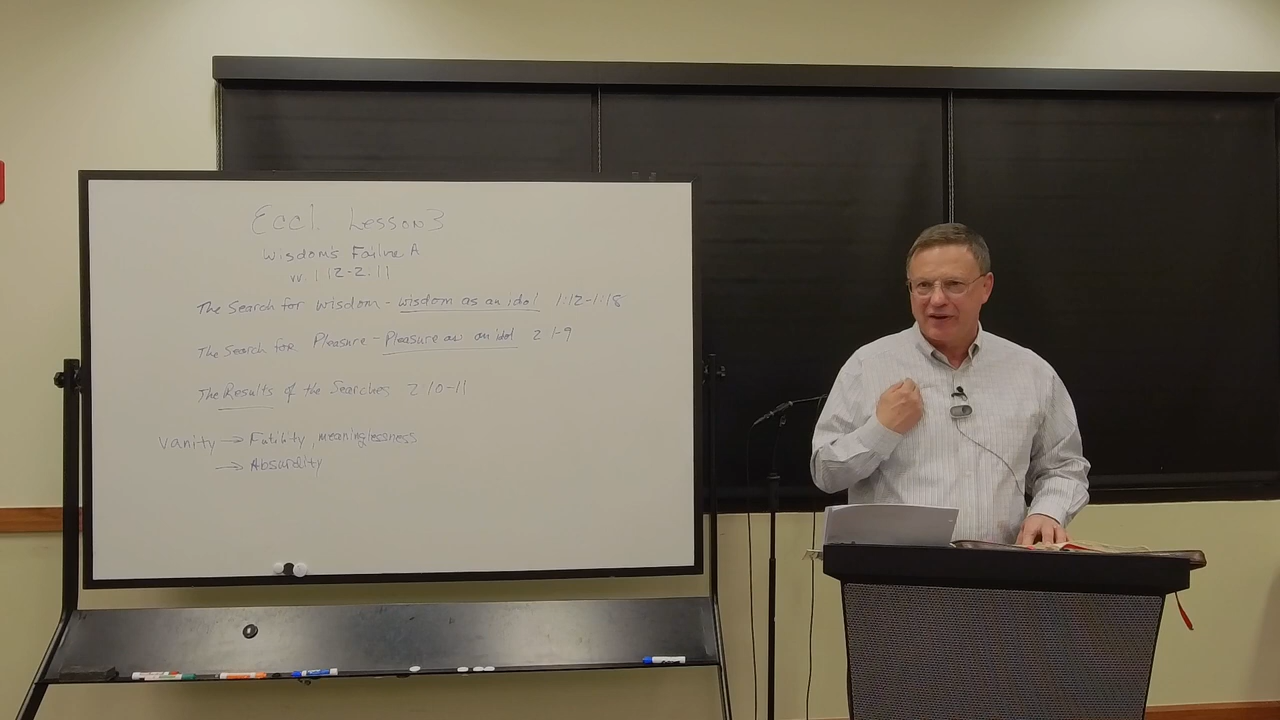 Eccl. Lesson 3
Wisdom's Failure A
vv. 1:12-2:11
The Search for wisdom - wisdom as an idol 1:12-1:18
The Search for Pleasure - Pleasure as an idol 2:1-9
The Results of the Searches 2:10-11
Vanity → Futility meaninglessness
→ Absurdity